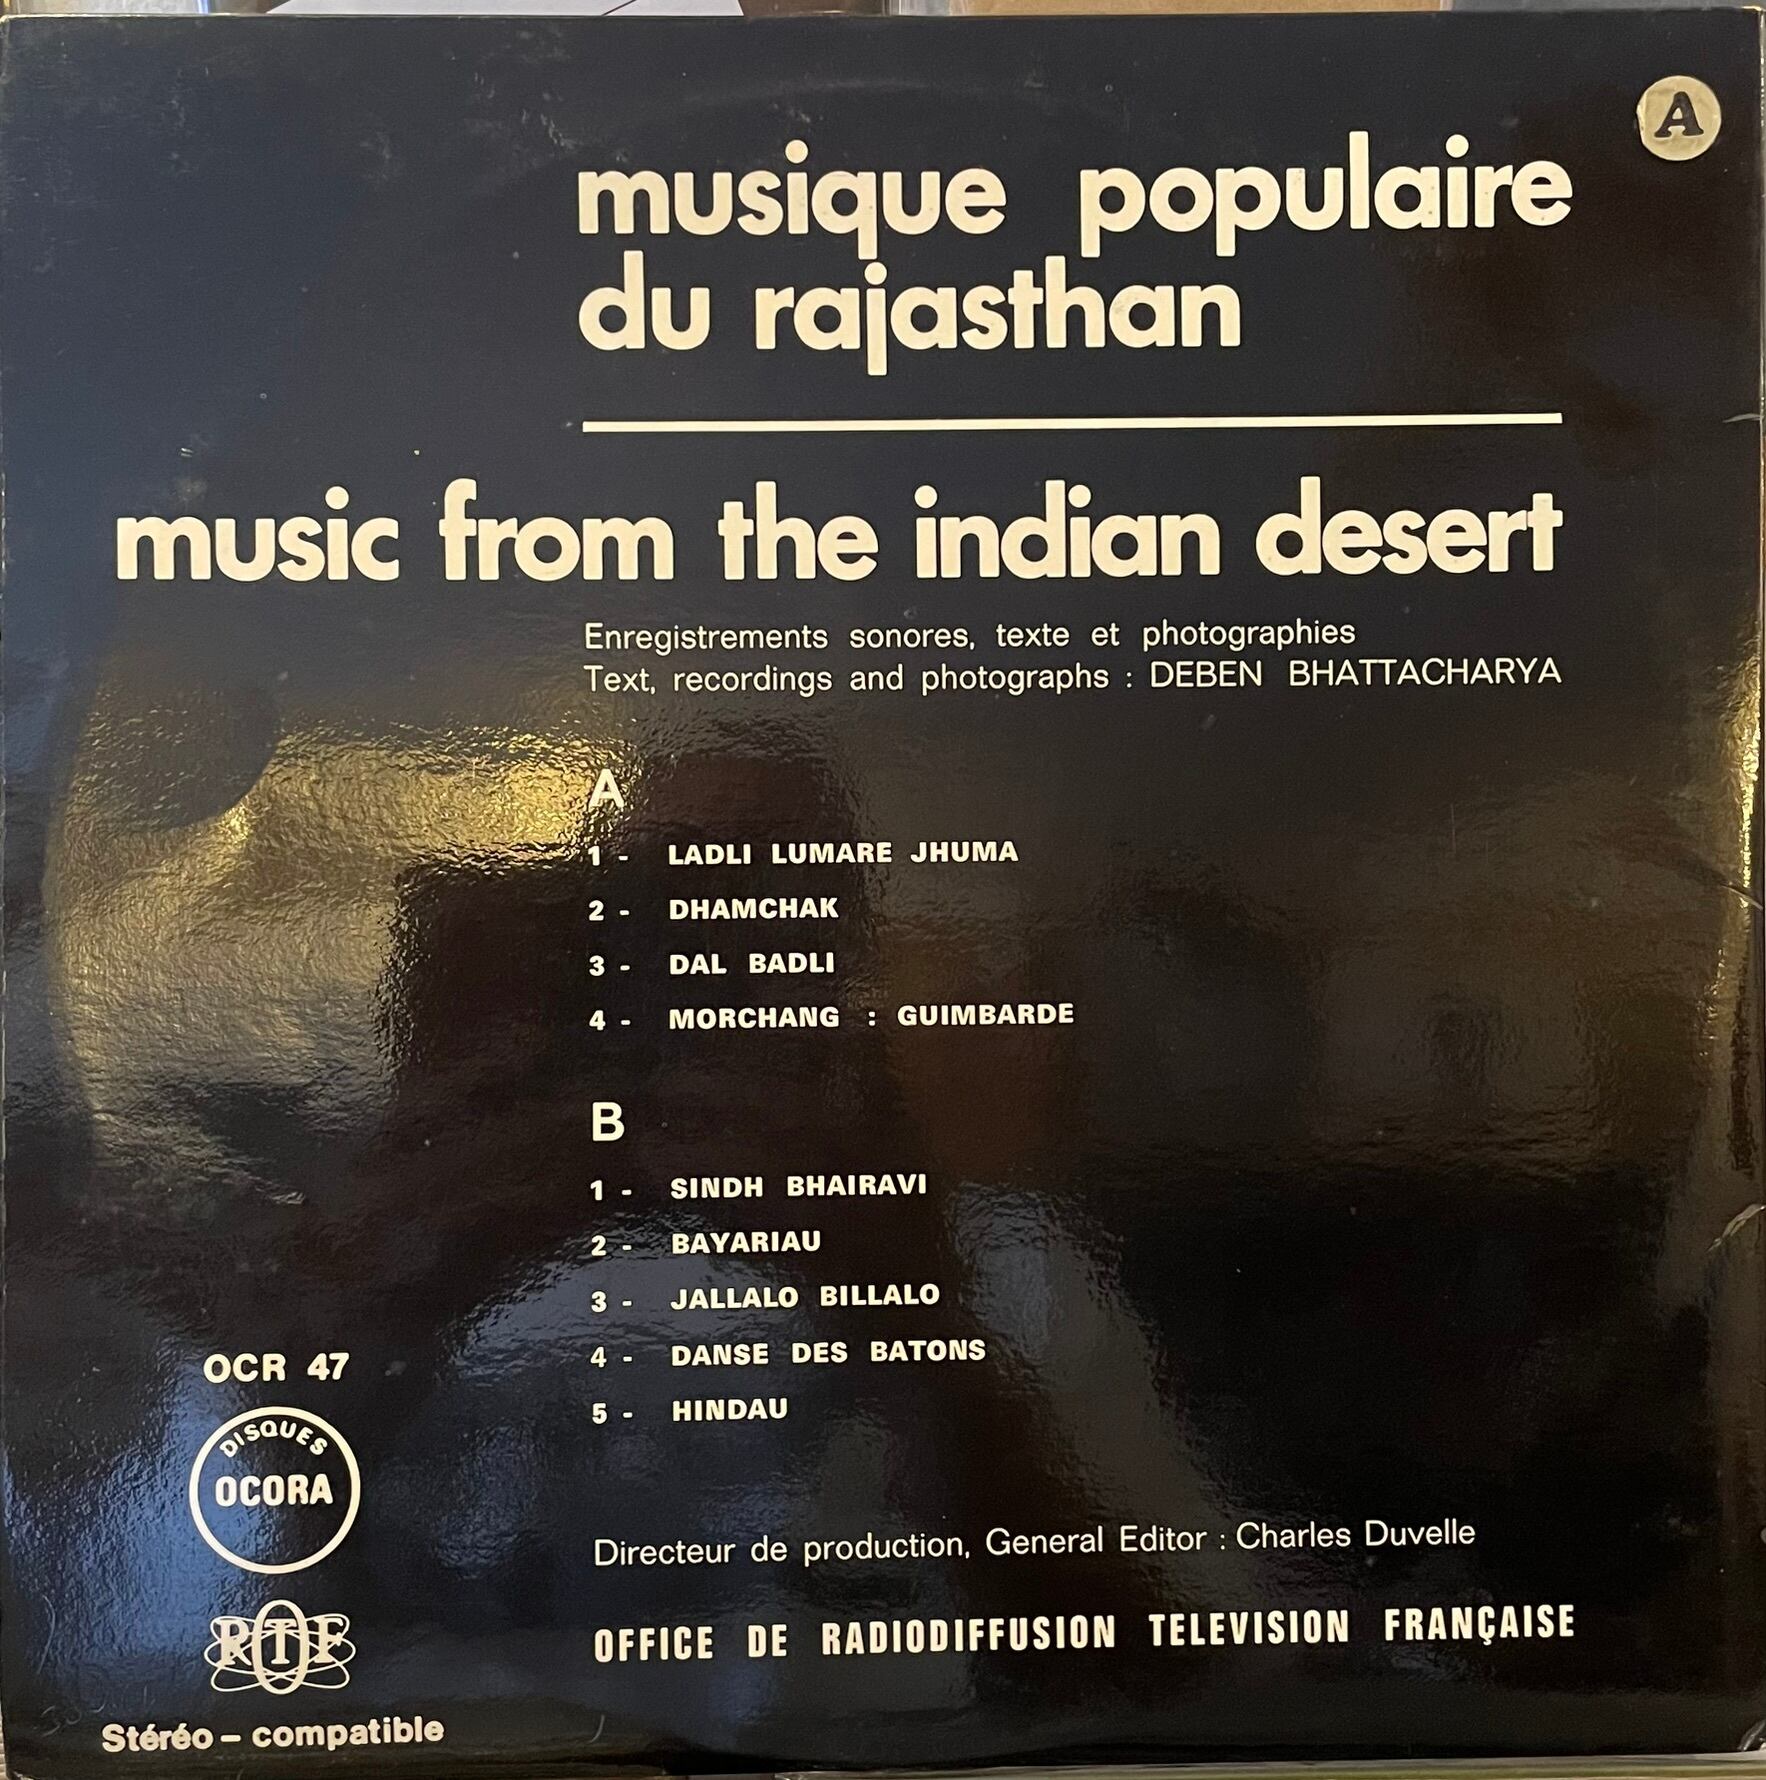 A
musique populaire
du rajasthan
music from the indian desert
Enregistrements sonores, texte et photographies
Text, recordings and photographs : DEBEN BHATTACHARYA
A
1 - LADLI LUMARE JHUMA
2 - DHAMCHAK
3 - DAL BADLI
4 - MORCHANG : GUIMBARDE
B
1 - SINDH BHAIRAVI
2 - BAYARIAU
3 - JALLALO BILLALO
4 - DANSE DES BATONS
5 - HINDAU
OCR 47
DISQUES
OCORA
Directeur de production, General Editor : Charles Duvelle
ORTF
OFFICE DE RADIODIFFUSION TELEVISION FRANÇAISE
Stéréo – compatible